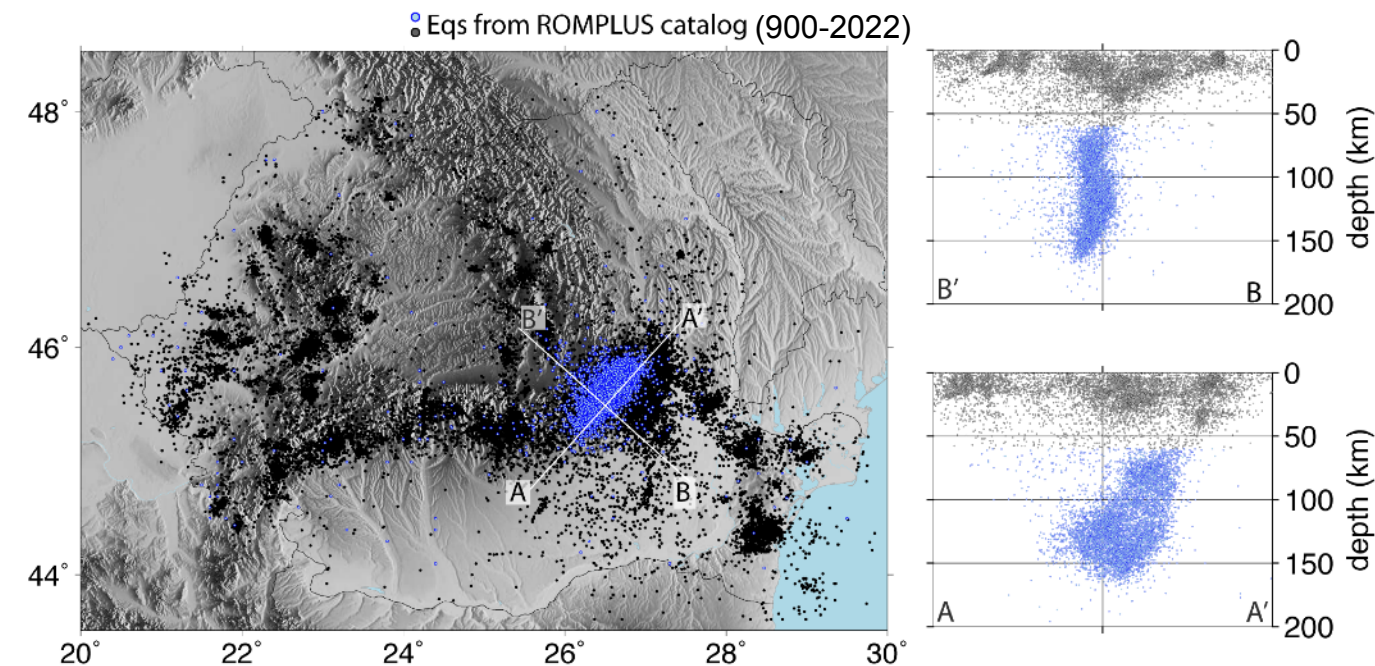 Eqs from ROMPLUS catalog (900-2022)
48°
46°
44°
20°
22°
24°
26°
28°
30°
B'
A'
A
B
0
50
100
150
200
depth (km)
B'
B
0
50
100
150
200
depth (km)
A
A'